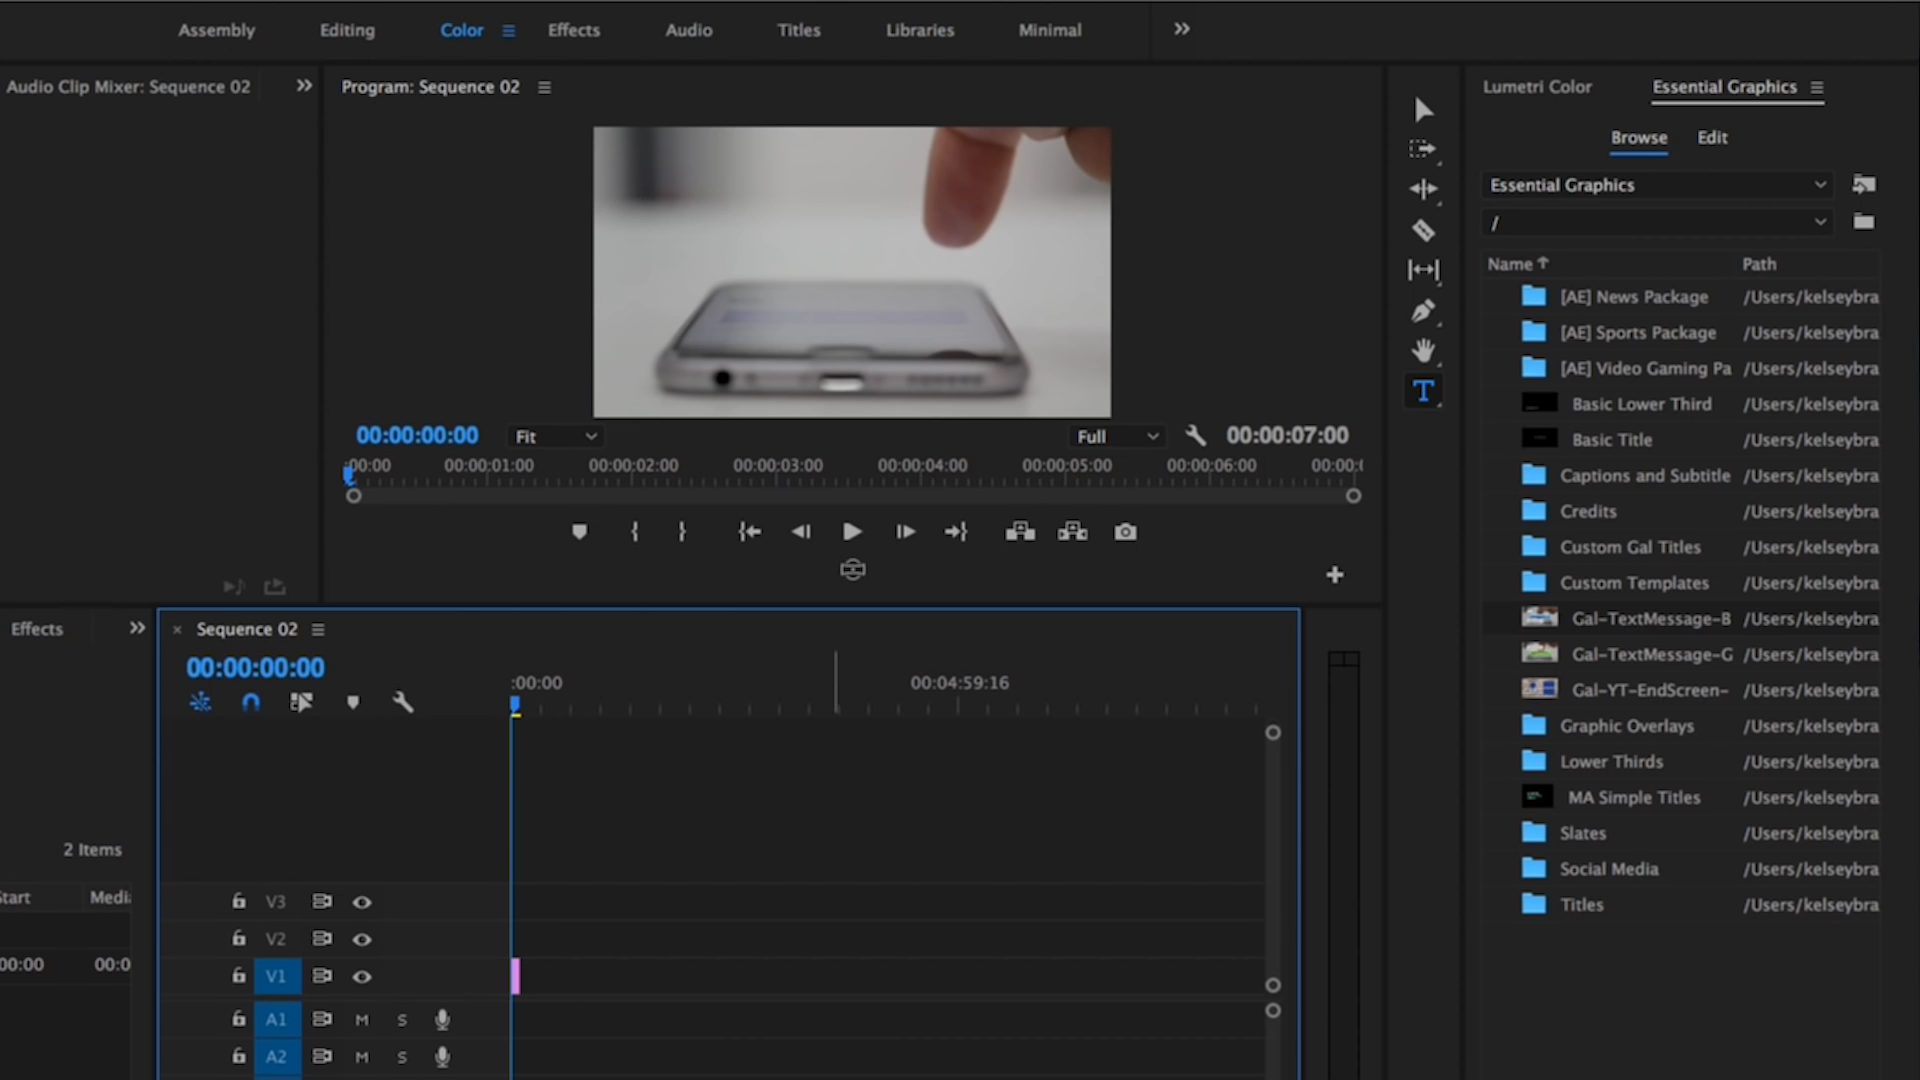 Assembly Editing Color Effects Audio Titles Libraries Minimal
Audio Clip Mixer: Sequence 02
Program: Sequence 02
Lumetri Color Essential Graphics
Browse Edit
Essential Graphics
/
Name Path
[AE] News Package /Users/kelseybra
[AE] Sports Package /Users/kelseybra
[AE] Video Gaming Pa /Users/kelseybra
Basic Lower Third /Users/kelseybra
Basic Title /Users/kelseybra
Captions and Subtitle /Users/kelseybra
Credits /Users/kelseybra
Custom Gal Titles /Users/kelseybra
Custom Templates /Users/kelseybra
Gal-TextMessage-B /Users/kelseybra
Gal-TextMessage-G /Users/kelseybra
Gal-YT-EndScreen- /Users/kelseybra
Graphic Overlays /Users/kelseybra
Lower Thirds /Users/kelseybra
MA Simple Titles /Users/kelseybra
Slates /Users/kelseybra
Social Media /Users/kelseybra
Titles /Users/kelseybra
00:00:00:00 Fit Full 00:00:07:00
:00:00 00:00:01:00 00:00:02:00 00:00:03:00 00:00:04:00 00:00:05:00 00:00:06:00 00:00:
Effects
Sequence 02
00:00:00:00
:00:00 00:04:59:16
2 Items
Start Medi
00:00 00:0
V3
V2
V1
A1 M S
A2 M S